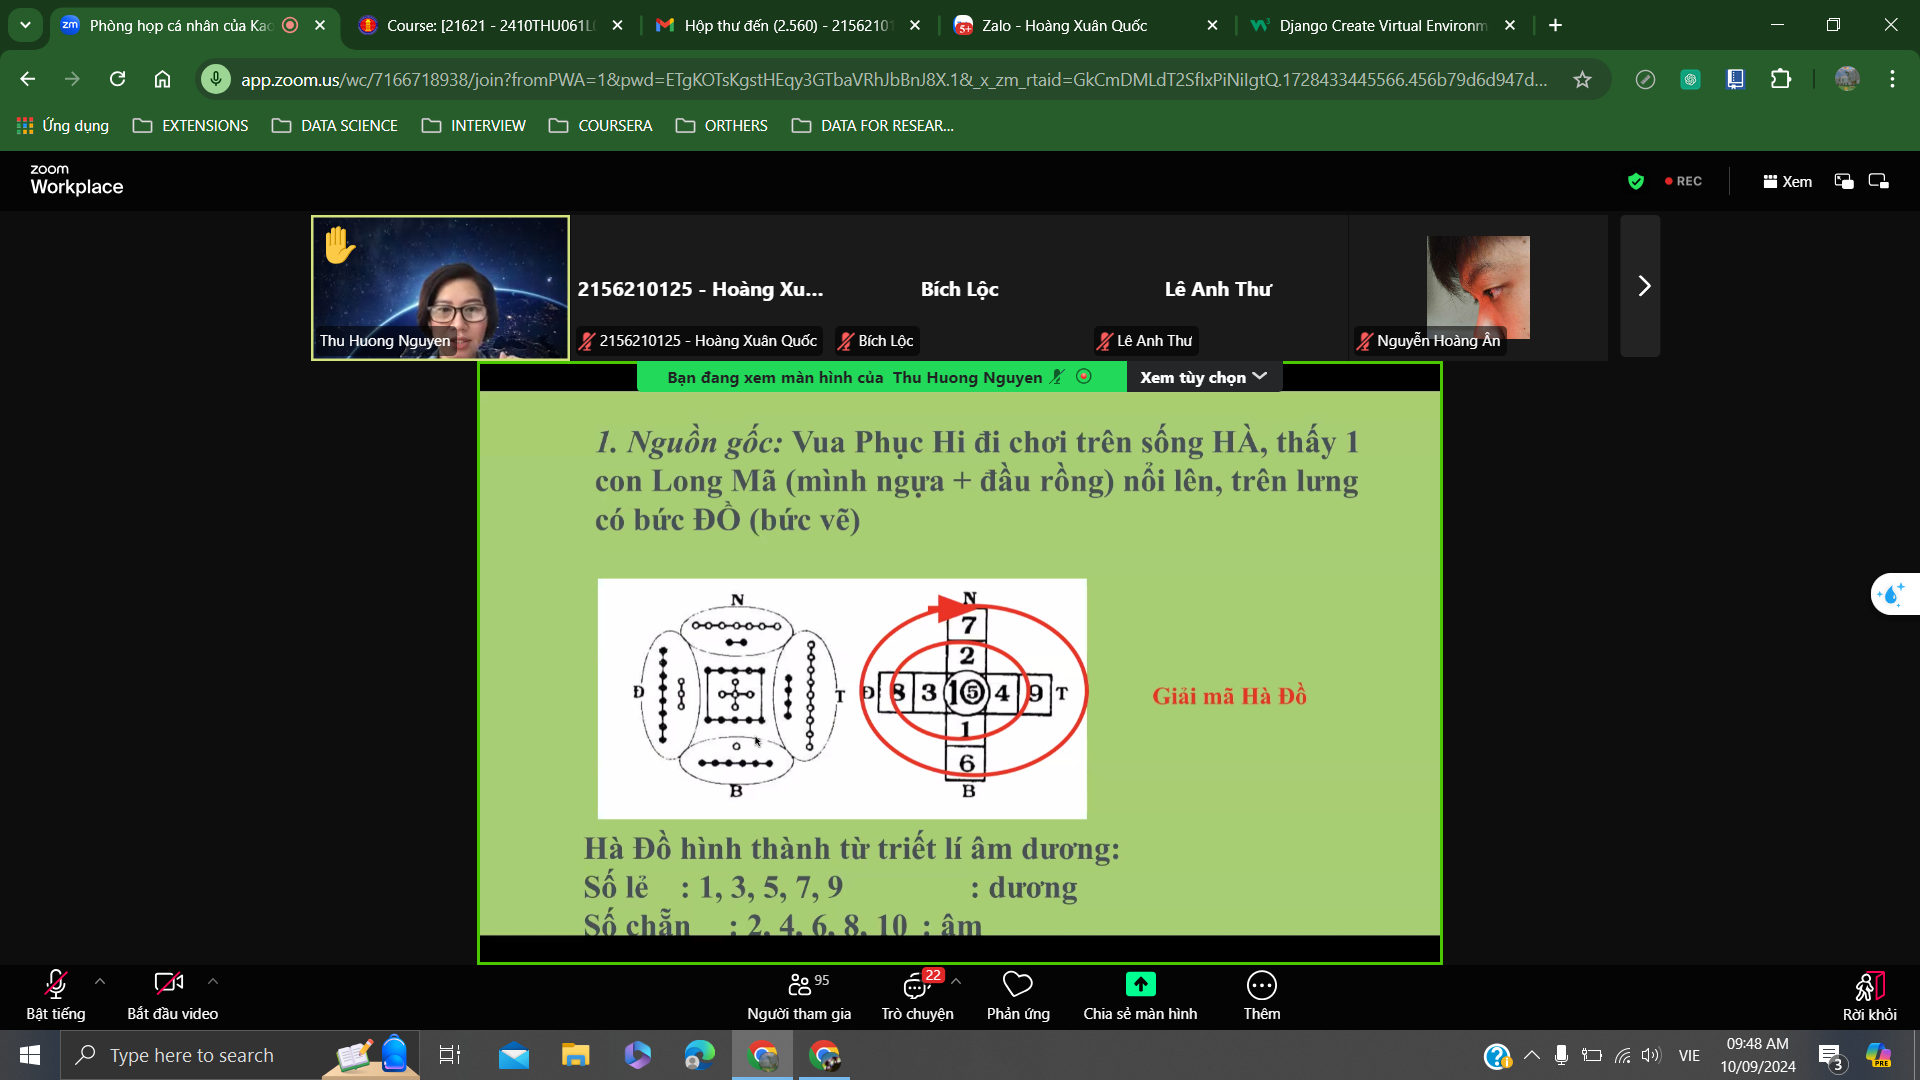 Phòng họp cá nhân của Kao
Course: [21621 - 2410THU061L0
Hộp thư đến (2.560) - 21562101
Zalo - Hoàng Xuân Quốc
Django Create Virtual Environm
app.zoom.us/wc/7166718938/join?fromPWA=1&pwd=ETgKOTsKgstHEqy3GTbaVRhJbBnJ8X.1&_x_zm_rtaid=GkCmDMLdT2SfIxPiNiIgtQ.1728433445566.456b79d6d947d...
Ứng dụng
EXTENSIONS
DATA SCIENCE
INTERVIEW
COURSERA
ORTHERS
DATA FOR RESEAR...
zoom
Workplace
REC
Xem
2156210125 - Hoàng Xu...
Bích Lộc
Lê Anh Thư
Thu Huong Nguyen
2156210125 - Hoàng Xuân Quốc
Bích Lộc
Lê Anh Thư
Nguyễn Hoàng Ân
Bạn đang xem màn hình của Thu Huong Nguyen
Xem tùy chọn
1. Nguồn gốc: Vua Phục Hi đi chơi trên sống HÀ, thấy 1
con Long Mã (mình ngựa + đầu rồng) nổi lên, trên lưng
có bức ĐỒ (bức vẽ)
N
Đ
T
B
N
7
2
Đ 8 3 10 5 4 9 T
1
6
B
Giải mã Hà Đồ
Hà Đồ hình thành từ triết lí âm dương:
Số lẻ : 1, 3, 5, 7, 9 : dương
Số chẵn : 2, 4, 6, 8, 10 : âm
Bật tiếng
Bắt đầu video
95
Người tham gia
22
Trò chuyện
Phản ứng
Chia sẻ màn hình
Thêm
Rời khỏi
Type here to search
VIE
09:48 AM
10/09/2024
3